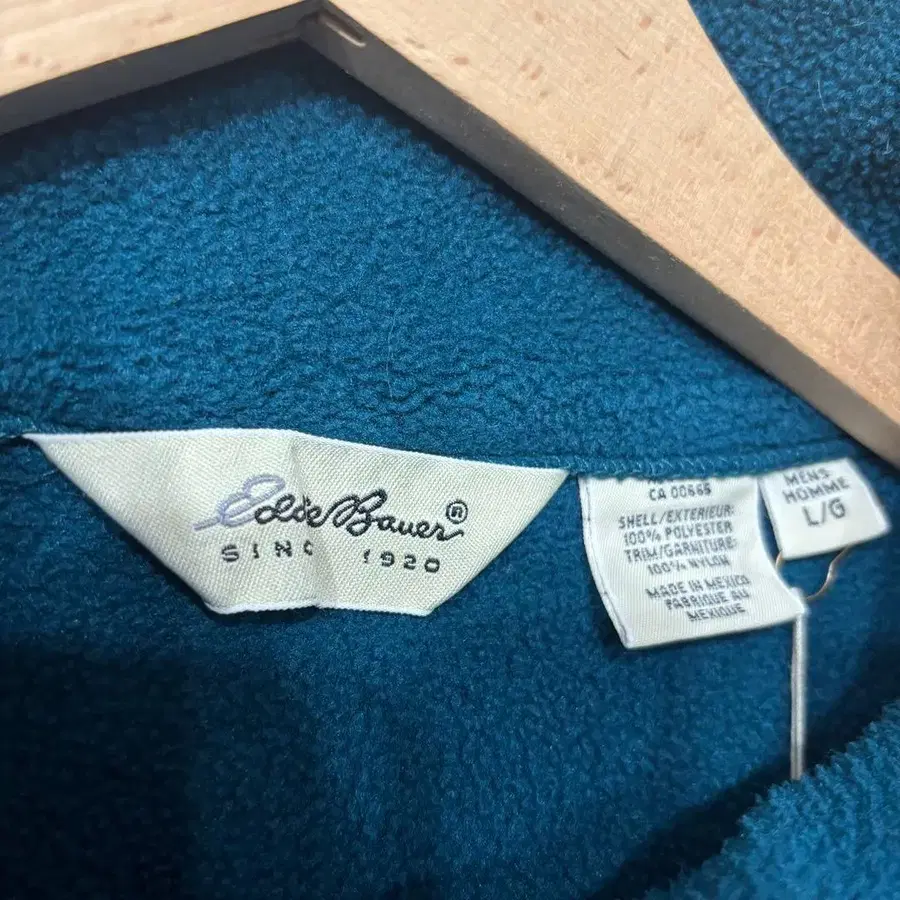 Eddie Bauer®
SINC 1920
CA 00665
SHELL/EXTERIEUR:
100% POLYESTER
TRIM/GARNITURE:
100% NYLON
MADE IN MEXICO
FABRIQUE AU
MEXIQUE
MENS-
HOMME
L/G